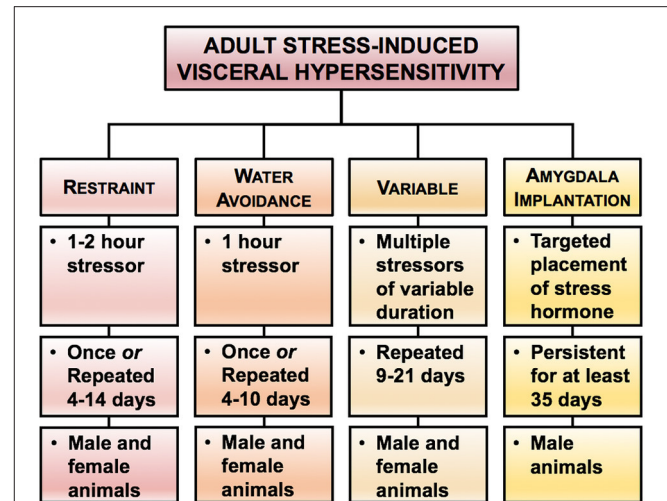 ADULT STRESS-INDUCED
VISCERAL HYPERSENSITIVITY
RESTRAINT
• 1-2 hour
stressor
• Once or
Repeated
4-14 days
• Male and
female
animals
WATER
AVOIDANCE
• 1 hour
stressor
• Once or
Repeated
4-10 days
• Male and
female
animals
VARIABLE
• Multiple
stressors
of variable
duration
• Repeated
9-21 days
• Male and
female
animals
AMYGDALA
IMPLANTATION
• Targeted
placement
of stress
hormone
• Persistent
for at least
35 days
• Male
animals